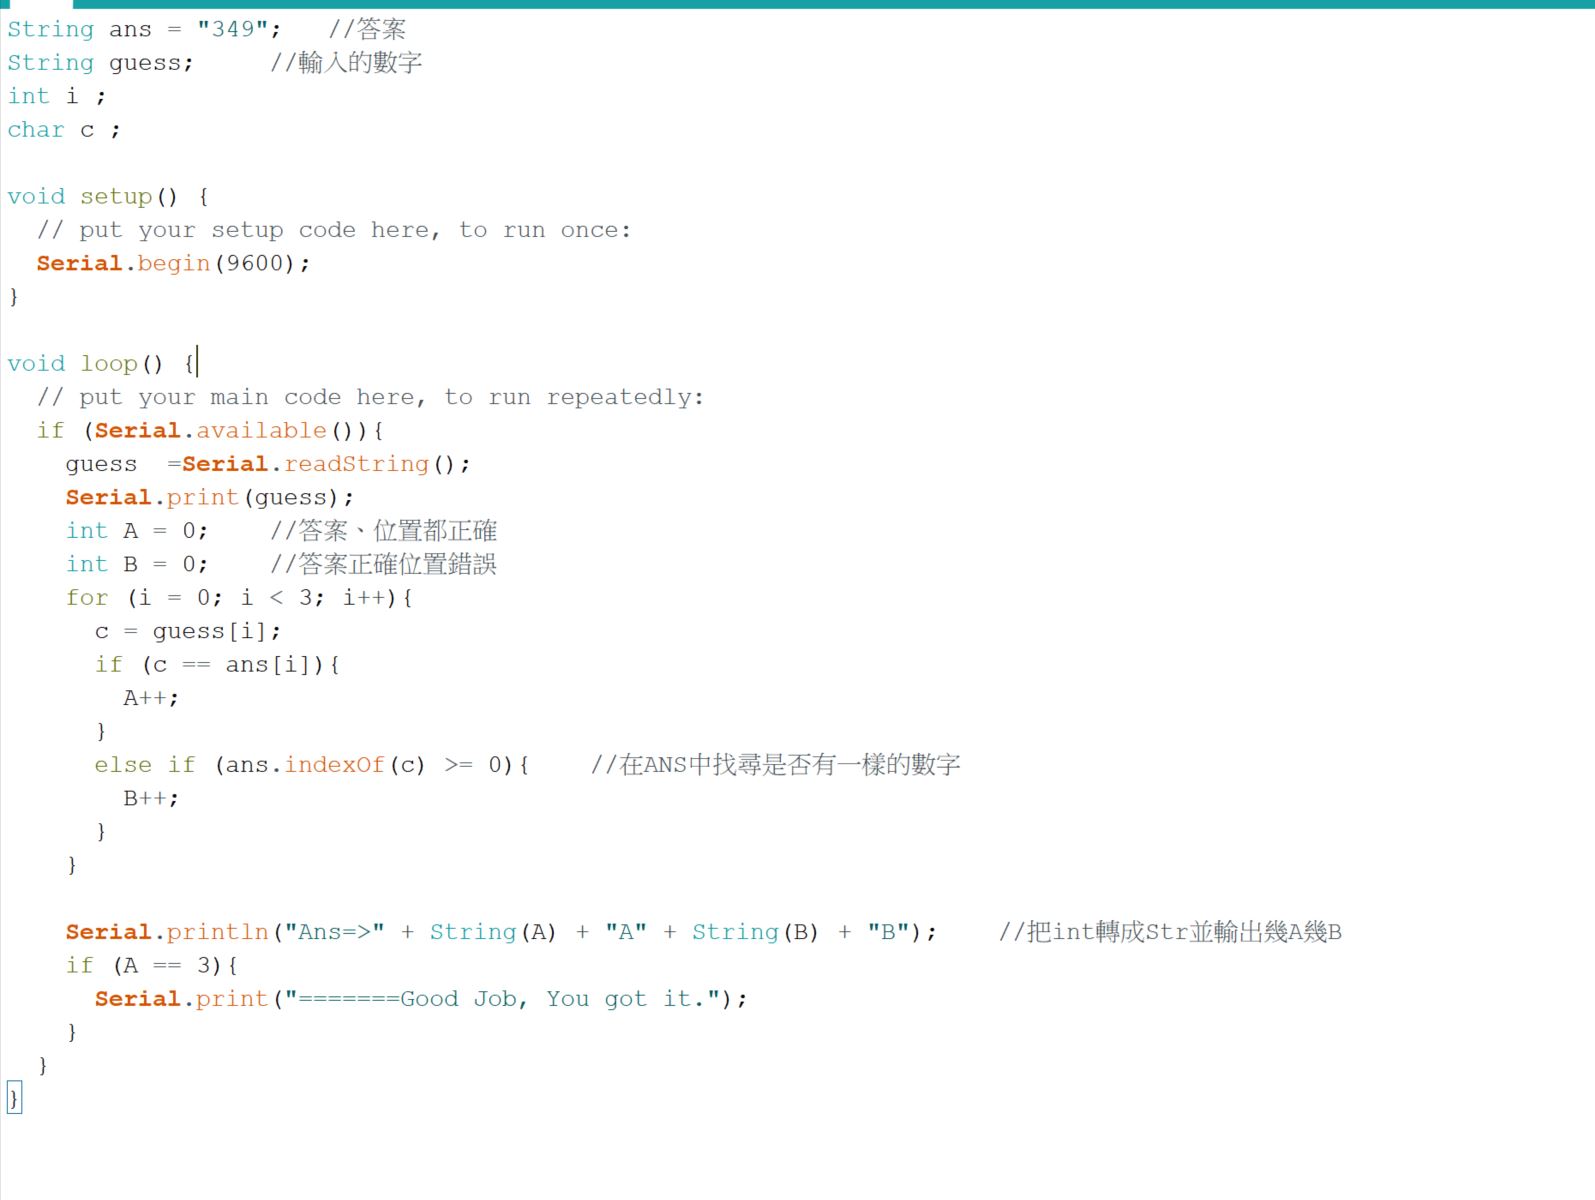 String ans = "349";   //答案
String guess;     //輸入的數字
int i ;
char c ;
void setup() {
  // put your setup code here, to run once:
  Serial.begin(9600);
}
void loop() {
  // put your main code here, to run repeatedly:
  if (Serial.available()){
    guess  =Serial.readString();
    Serial.print(guess);
    int A = 0;    //答案、位置都正確
    int B = 0;    //答案正確位置錯誤
    for (i = 0; i < 3; i++){
      c = guess[i];
      if (c == ans[i]){
        A++;
      }
      else if (ans.indexOf(c) >= 0){    //在ANS中找尋是否有一樣的數字
        B++;
      }
    }
    Serial.println("Ans=>" + String(A) + "A" + String(B) + "B");    //把int轉成Str並輸出幾A幾B
    if (A == 3){
      Serial.print("=======Good Job, You got it.");
    }
  }
}